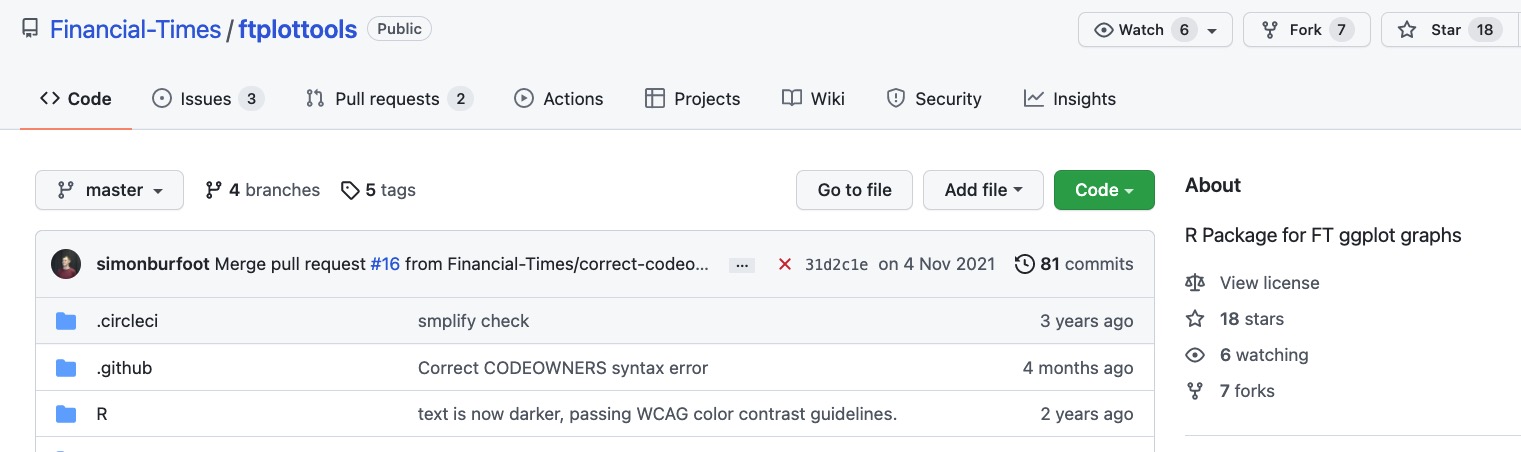 Financial-Times / ftplottools Public Watch 6 Fork 7 Star 18
Code Issues 3 Pull requests 2 Actions Projects Wiki Security Insights
master 4 branches 5 tags Go to file Add file Code
simonburfoot Merge pull request #16 from Financial-Times/correct-codeo... ... 31d2c1e on 4 Nov 2021 81 commits
.circleci smplify check 3 years ago
.github Correct CODEOWNERS syntax error 4 months ago
R text is now darker, passing WCAG color contrast guidelines. 2 years ago
About
R Package for FT ggplot graphs
View license
18 stars
6 watching
7 forks